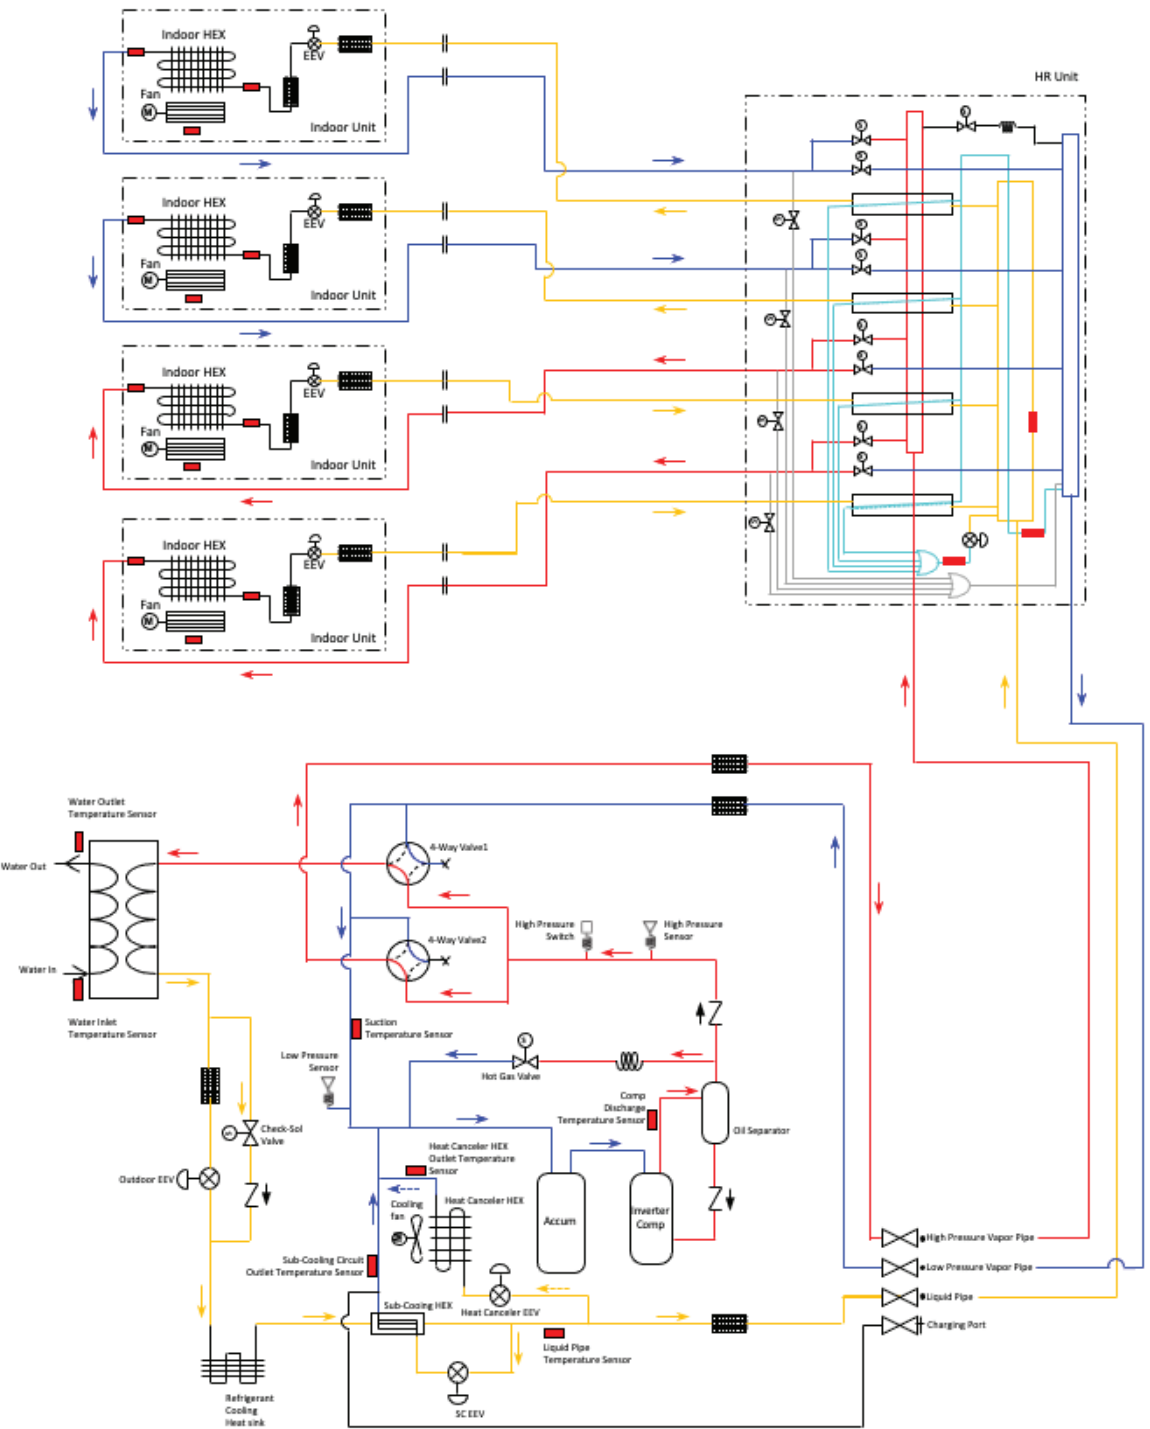 Indoor HEX
EEV
Fan
M
Indoor Unit
HR Unit
Indoor HEX
EEV
Fan
M
Indoor Unit
Indoor HEX
EEV
Fan
M
Indoor Unit
Indoor HEX
EEV
Fan
M
Indoor Unit
Water Outlet
Temperature Sensor
Water Out
4-Way Valve1
High Pressure
Switch
High Pressure
Sensor
4-Way Valve2
Water In
Water Inlet
Temperature Sensor
Suction
Temperature Sensor
Low Pressure
Sensor
Hot Gas Valve
Comp
Discharge
Temperature Sensor
Oil Separator
Check-Sol
Valve
Heat Canceler HEX
Outlet Temperature
Sensor
Outdoor EEV
Cooling
fan
Heat Canceler HEX
Accum
Inverter
Comp
Sub-Cooling Circuit
Outlet Temperature Sensor
High Pressure Vapor Pipe
Low Pressure Vapor Pipe
Liquid Pipe
Charging Port
Sub-Cooing HEX
Heat Canceler EEV
Liquid Pipe
Temperature Sensor
Refrigerant
Cooling
Heat sink
SC EEV